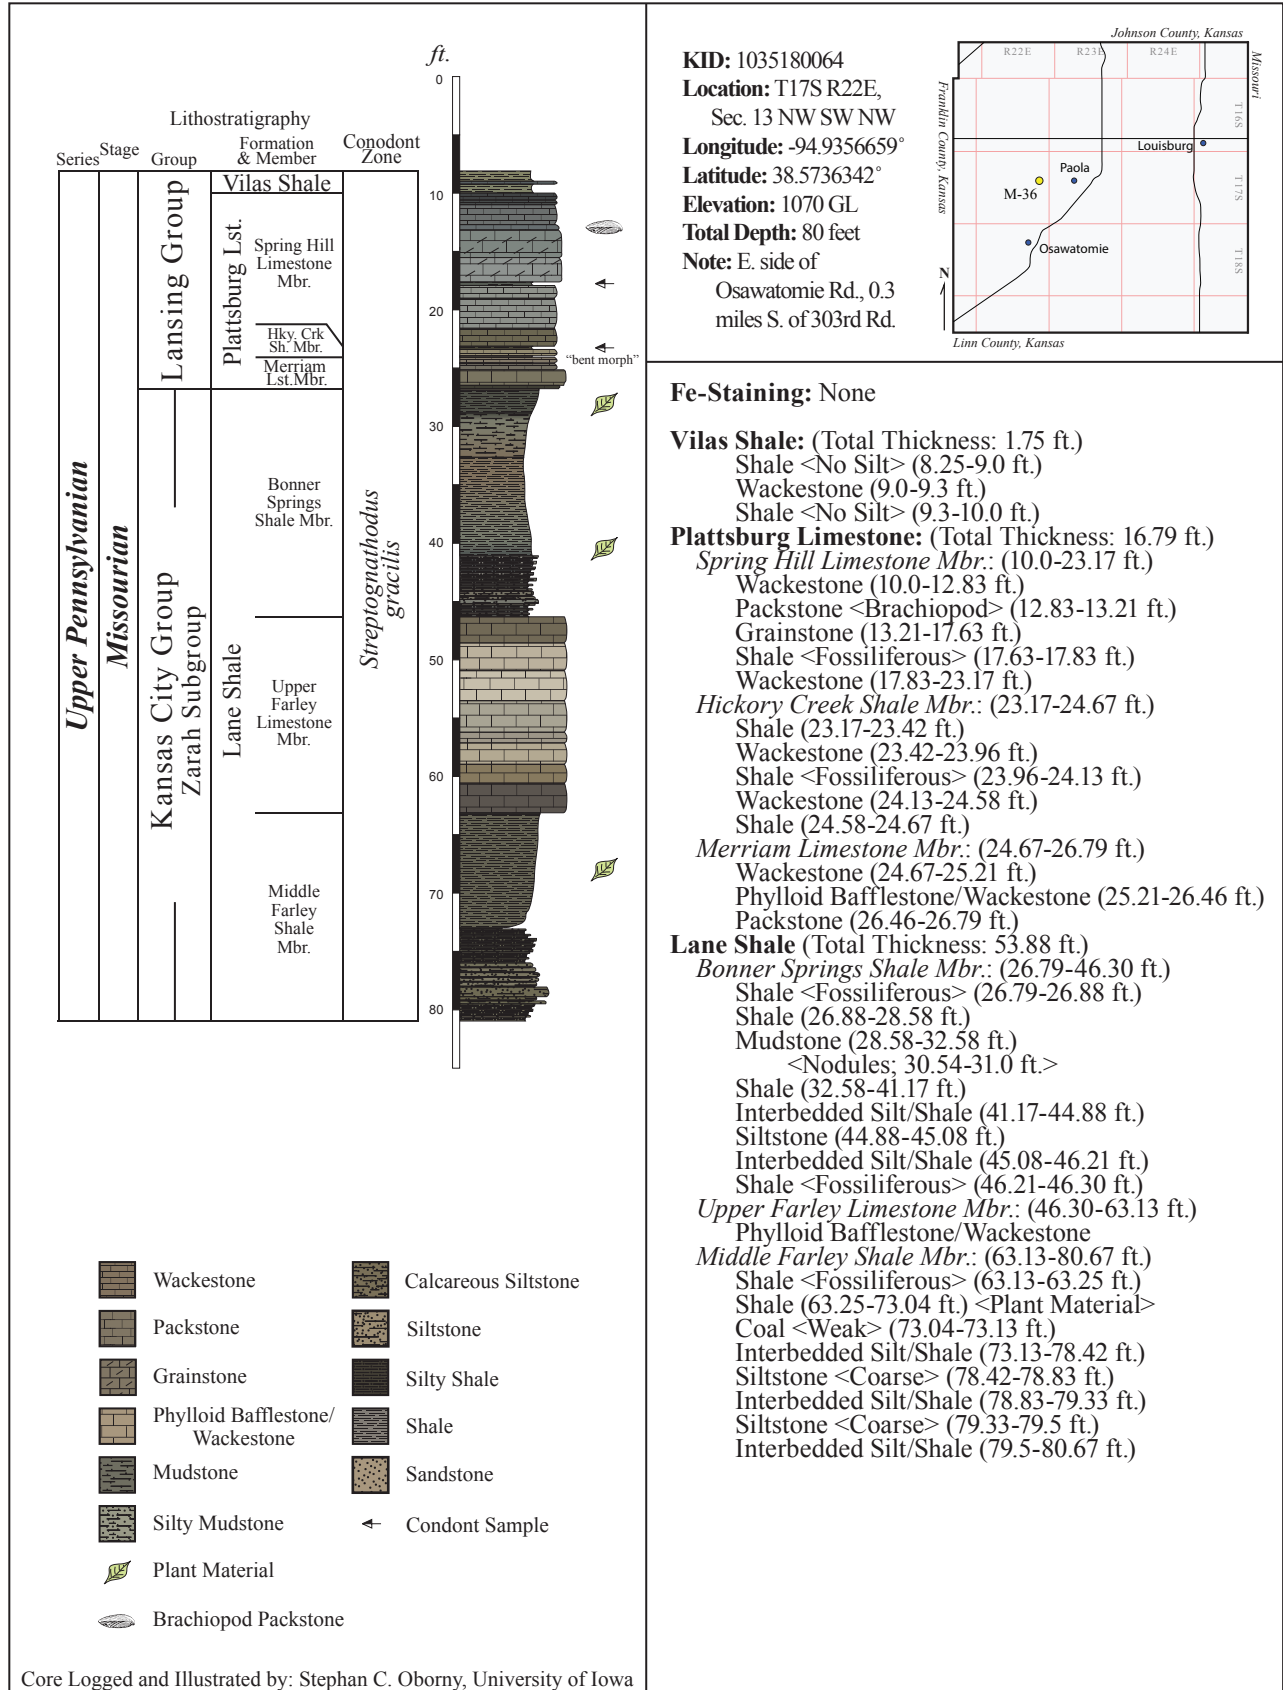 ft.
0
10
20
30
40
50
60
70
80
Lithostratigraphy
Series
Stage
Group
Formation
& Member
Conodont
Zone
Upper Pennsylvanian
Missourian
Lansing Group
Kansas City Group
Zarah Subgroup
Vilas Shale
Plattsburg Lst.
Spring Hill
Limestone
Mbr.
Hky. Crk
Sh. Mbr.
Merriam
Lst.Mbr.
Lane Shale
Bonner
Springs
Shale Mbr.
Upper
Farley
Limestone
Mbr.
Middle
Farley
Shale
Mbr.
Streptognathodus
gracilis
“bent morph”
Wackestone
Packstone
Grainstone
Phylloid Bafflestone/
Wackestone
Mudstone
Silty Mudstone
Plant Material
Brachiopod Packstone
Calcareous Siltstone
Siltstone
Silty Shale
Shale
Sandstone
Condont Sample
Core Logged and Illustrated by: Stephan C. Oborny, University of Iowa
KID: 1035180064
Location: T17S R22E,
Sec. 13 NW SW NW
Longitude: -94.9356659°
Latitude: 38.5736342°
Elevation: 1070 GL
Total Depth: 80 feet
Note: E. side of
Osawatomie Rd., 0.3
miles S. of 303rd Rd.
Johnson County, Kansas
R22E
R23E
R24E
Missouri
Franklin County, Kansas
T16S
T17S
T18S
Louisburg
Paola
M-36
Osawatomie
N
Linn County, Kansas
Fe-Staining: None
Vilas Shale: (Total Thickness: 1.75 ft.)
Shale <No Silt> (8.25-9.0 ft.)
Wackestone (9.0-9.3 ft.)
Shale <No Silt> (9.3-10.0 ft.)
Plattsburg Limestone: (Total Thickness: 16.79 ft.)
Spring Hill Limestone Mbr.: (10.0-23.17 ft.)
Wackestone (10.0-12.83 ft.)
Packstone <Brachiopod> (12.83-13.21 ft.)
Grainstone (13.21-17.63 ft.)
Shale <Fossiliferous> (17.63-17.83 ft.)
Wackestone (17.83-23.17 ft.)
Hickory Creek Shale Mbr.: (23.17-24.67 ft.)
Shale (23.17-23.42 ft.)
Wackestone (23.42-23.96 ft.)
Shale <Fossiliferous> (23.96-24.13 ft.)
Wackestone (24.13-24.58 ft.)
Shale (24.58-24.67 ft.)
Merriam Limestone Mbr.: (24.67-26.79 ft.)
Wackestone (24.67-25.21 ft.)
Phylloid Bafflestone/Wackestone (25.21-26.46 ft.)
Packstone (26.46-26.79 ft.)
Lane Shale (Total Thickness: 53.88 ft.)
Bonner Springs Shale Mbr.: (26.79-46.30 ft.)
Shale <Fossiliferous> (26.79-26.88 ft.)
Shale (26.88-28.58 ft.)
Mudstone (28.58-32.58 ft.)
<Nodules; 30.54-31.0 ft.>
Shale (32.58-41.17 ft.)
Interbedded Silt/Shale (41.17-44.88 ft.)
Siltstone (44.88-45.08 ft.)
Interbedded Silt/Shale (45.08-46.21 ft.)
Shale <Fossiliferous> (46.21-46.30 ft.)
Upper Farley Limestone Mbr.: (46.30-63.13 ft.)
Phylloid Bafflestone/Wackestone
Middle Farley Shale Mbr.: (63.13-80.67 ft.)
Shale <Fossiliferous> (63.13-63.25 ft.)
Shale (63.25-73.04 ft.) <Plant Material>
Coal <Weak> (73.04-73.13 ft.)
Interbedded Silt/Shale (73.13-78.42 ft.)
Siltstone <Coarse> (78.42-78.83 ft.)
Interbedded Silt/Shale (78.83-79.33 ft.)
Siltstone <Coarse> (79.33-79.5 ft.)
Interbedded Silt/Shale (79.5-80.67 ft.)